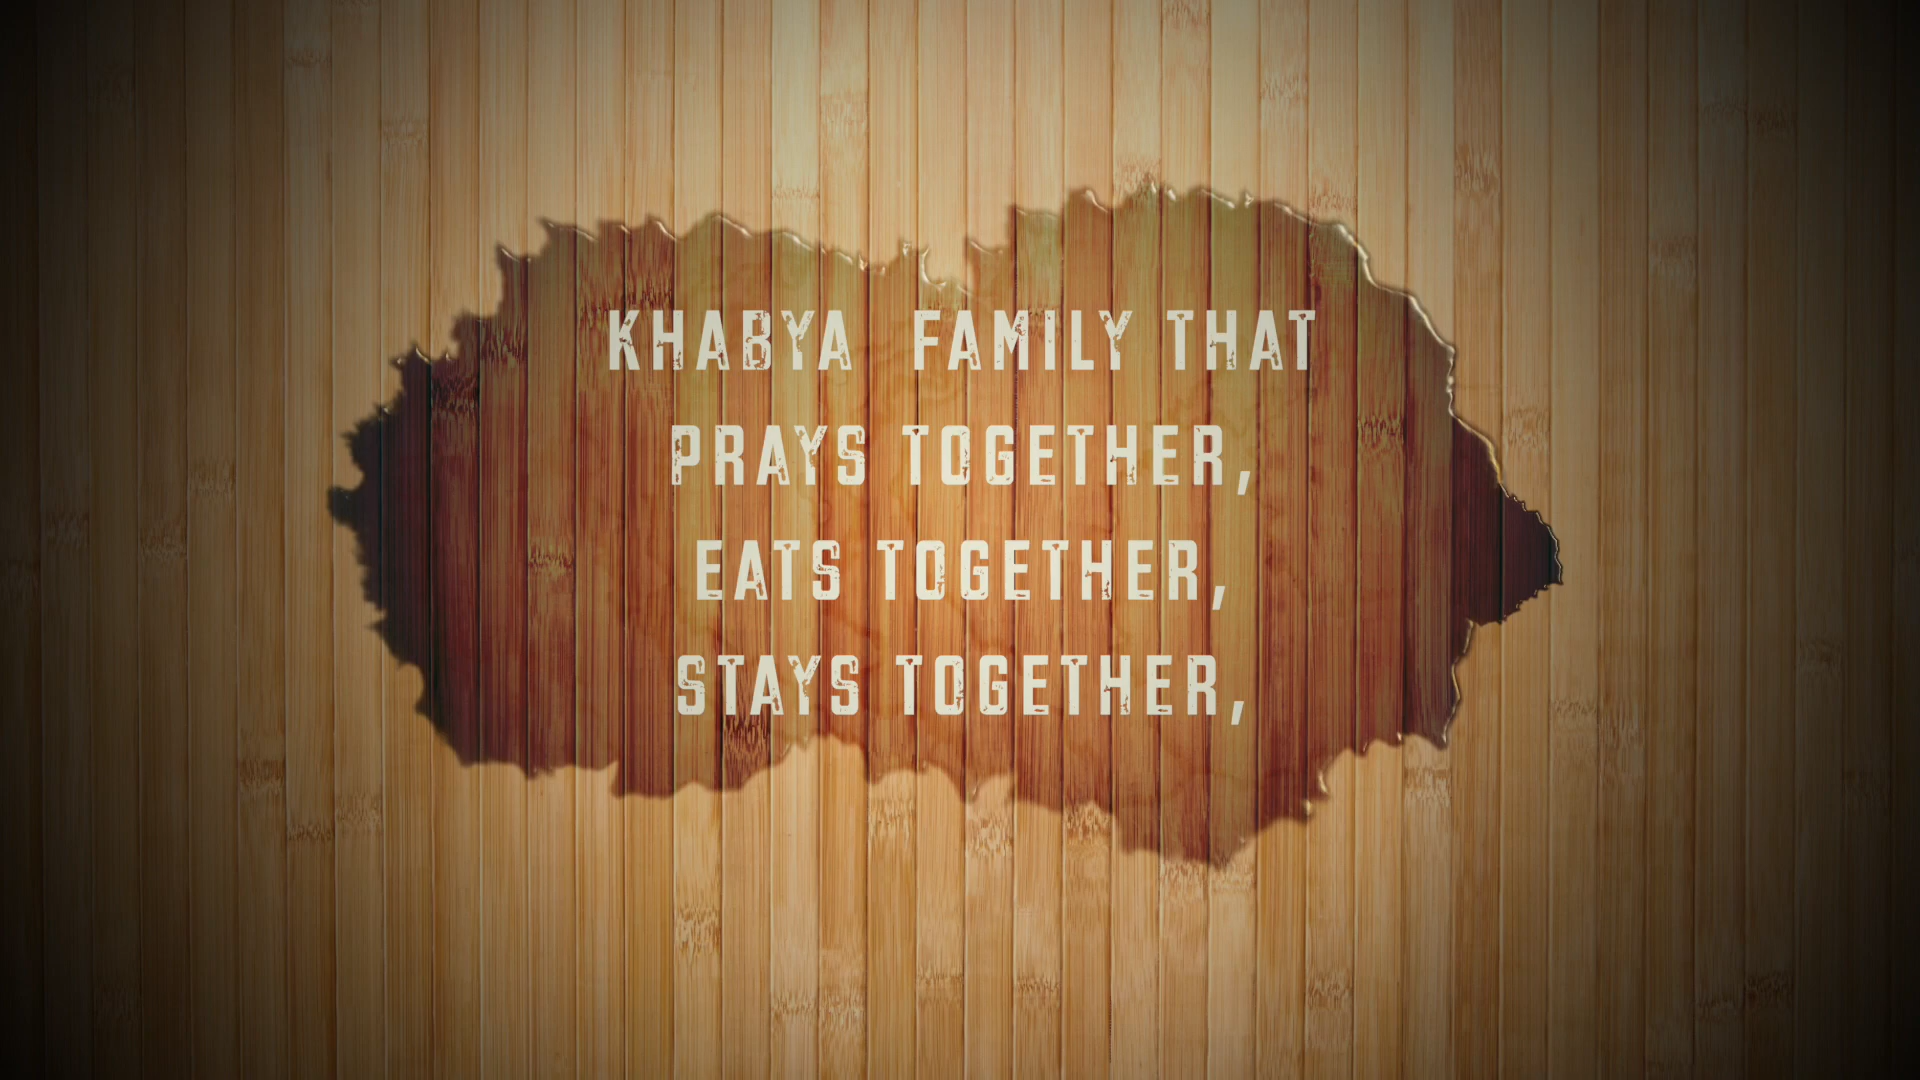 KHABYA FAMILY THAT
PRAYS TOGETHER,
EATS TOGETHER,
STAYS TOGETHER,